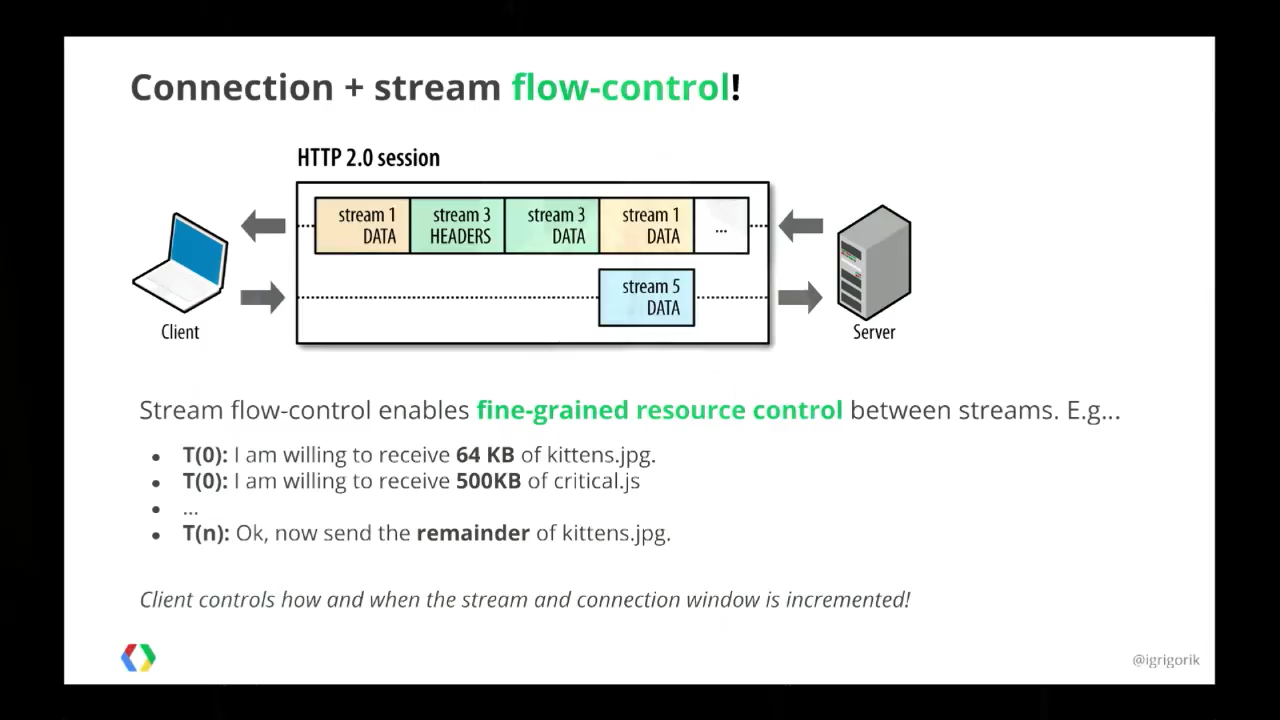 Connection + stream flow-control!
HTTP 2.0 session
stream 1
DATA
stream 3
HEADERS
stream 3
DATA
stream 1
DATA
...
stream 5
DATA
Client
Server
Stream flow-control enables fine-grained resource control between streams. E.g...
• T(0): I am willing to receive 64 KB of kittens.jpg.
• T(0): I am willing to receive 500KB of critical.js
• ...
• T(n): Ok, now send the remainder of kittens.jpg.
Client controls how and when the stream and connection window is incremented!
@igrigorik